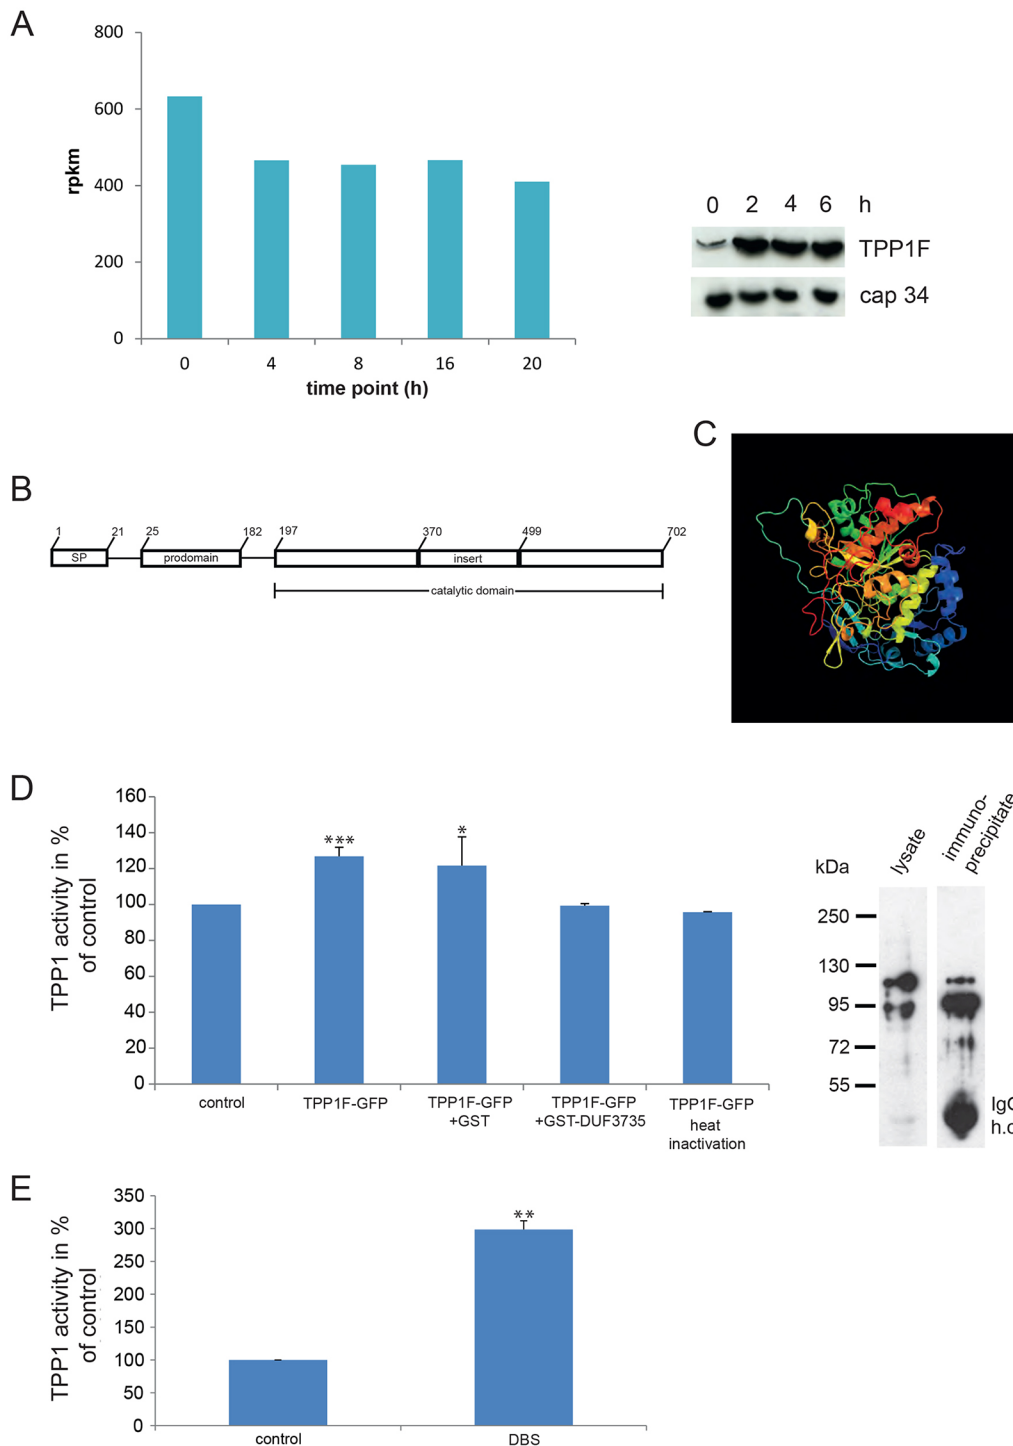 A
800
600
400
200
0
rpkm
0 4 8 16 20
time point (h)
0 2 4 6 h
TPP1F
cap 34
B
1 21 25 182 197 370 499 702
SP prodomain insert
catalytic domain
C
D
160
140
120
100
80
60
40
20
0
TPP1 activity in %
of control
***
*
control
TPP1F-GFP
TPP1F-GFP
+GST
TPP1F-GFP
+GST-DUF3735
TPP1F-GFP
heat
inactivation
lysate
immuno-
precipitate
kDa
250
130
95
72
55
h.c
E
350
300
250
200
150
100
50
0
TPP1 activity in %
of control
**
control
DBS